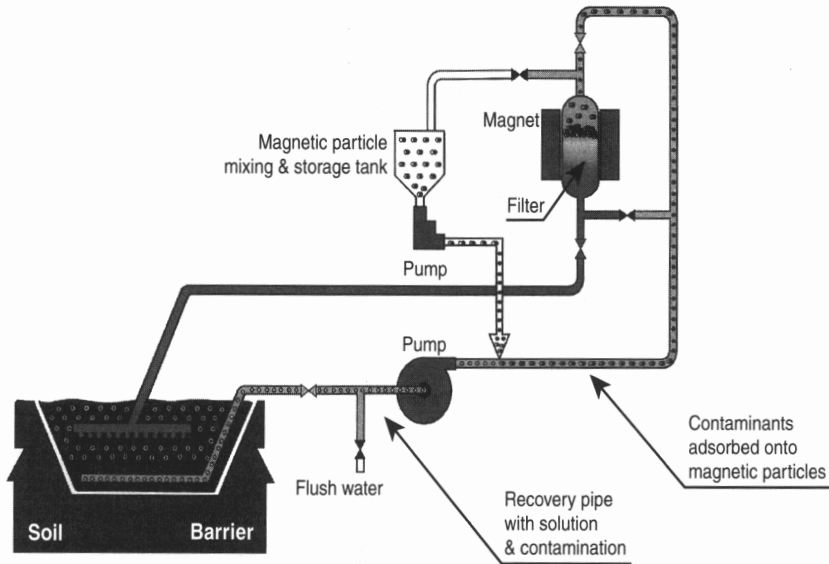 Magnet
Magnetic particle
mixing & storage tank
Filter
Pump
Pump
Contaminants
adsorbed onto
magnetic particles
Flush water
Recovery pipe
with solution
& contamination
Soil
Barrier